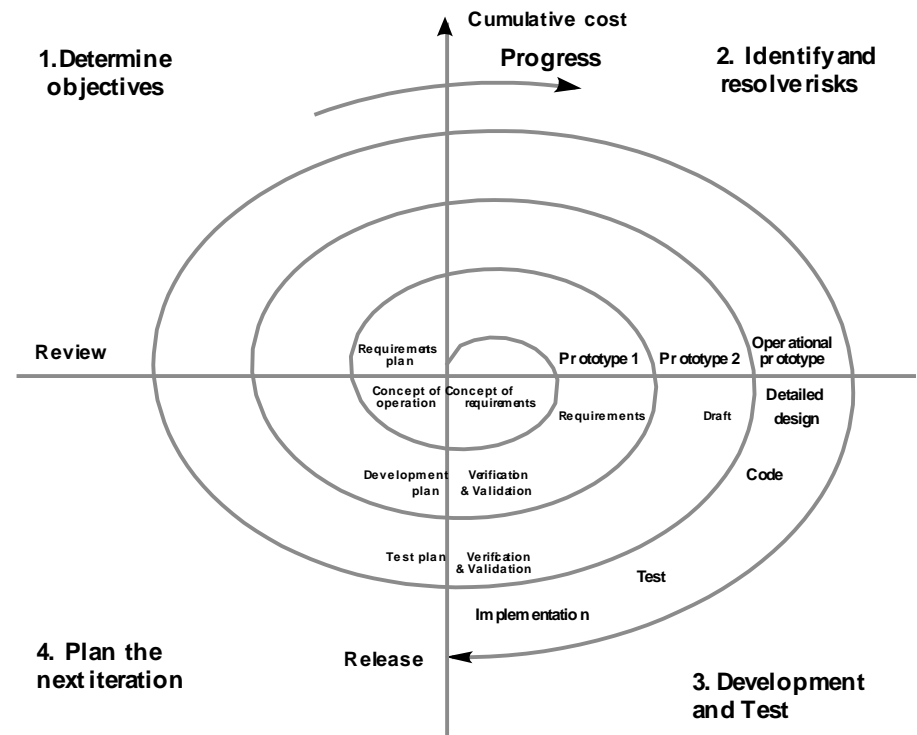 Cumulative cost
Progress
1.Determine
objectives
2. Identify and
resolve risks
Review
Requirements
plan
Prototype 1
Prototype 2
Operational
prototype
Concept of
operation
Concept of
requirements
Requirements
Draft
Detailed
design
Development
plan
Verification
& Validation
Code
Test plan
Verification
& Validation
Test
Implementation
4. Plan the
next iteration
Release
3. Development
and Test